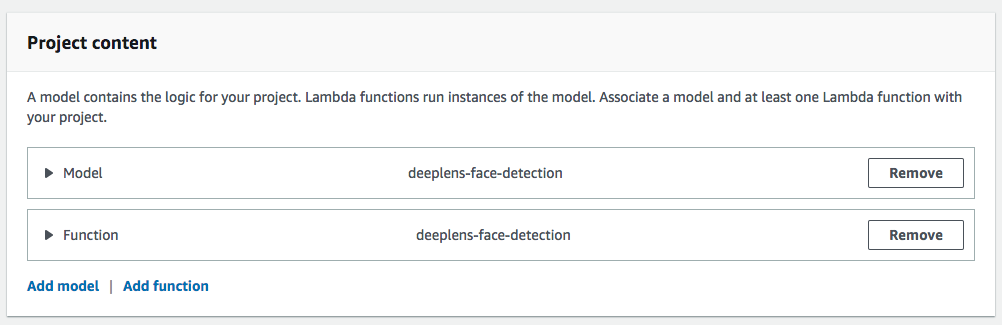 Project content
A model contains the logic for your project. Lambda functions run instances of the model. Associate a model and at least one Lambda function with
your project.
Model deeplens-face-detection Remove
Function deeplens-face-detection Remove
Add model | Add function